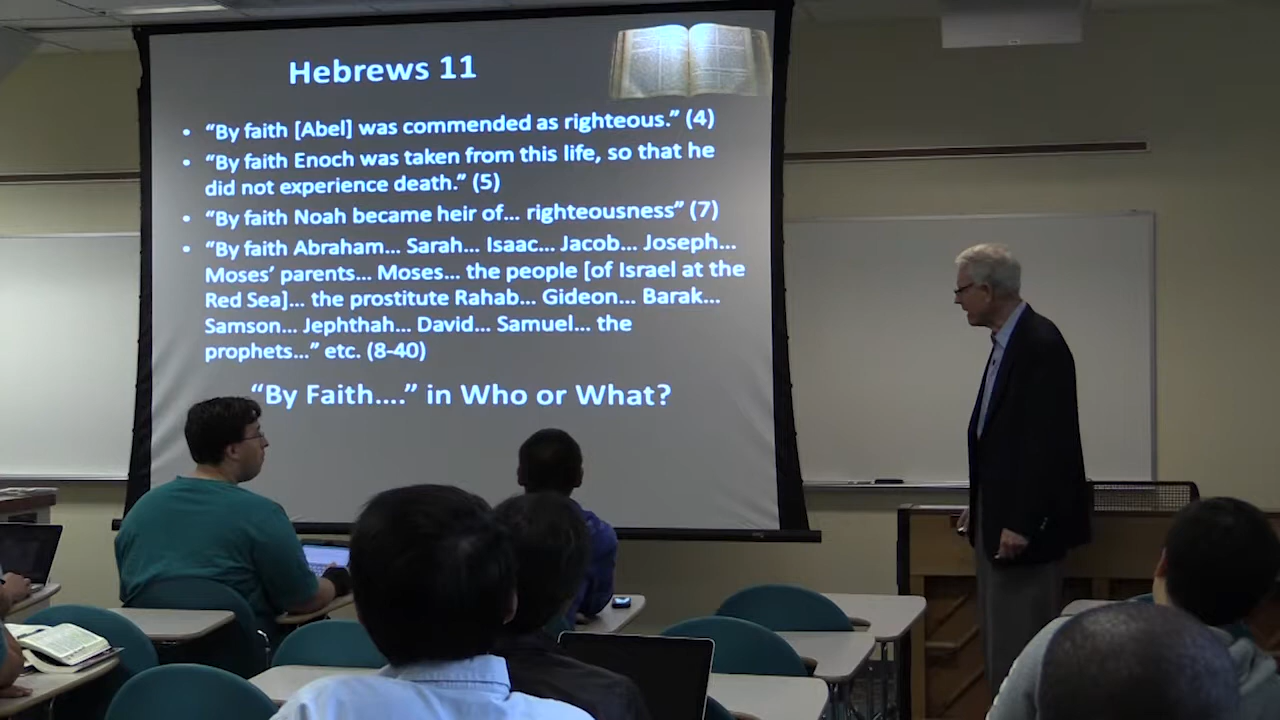 Hebrews 11
• “By faith [Abel] was commended as righteous.” (4)
• “By faith Enoch was taken from this life, so that he
did not experience death.” (5)
• “By faith Noah became heir of... righteousness” (7)
• “By faith Abraham... Sarah... Isaac... Jacob... Joseph...
Moses’ parents... Moses... the people [of Israel at the
Red Sea]... the prostitute Rahab... Gideon... Barak...
Samson... Jephthah... David... Samuel... the
prophets...” etc. (8-40)
“By Faith....” in Who or What?